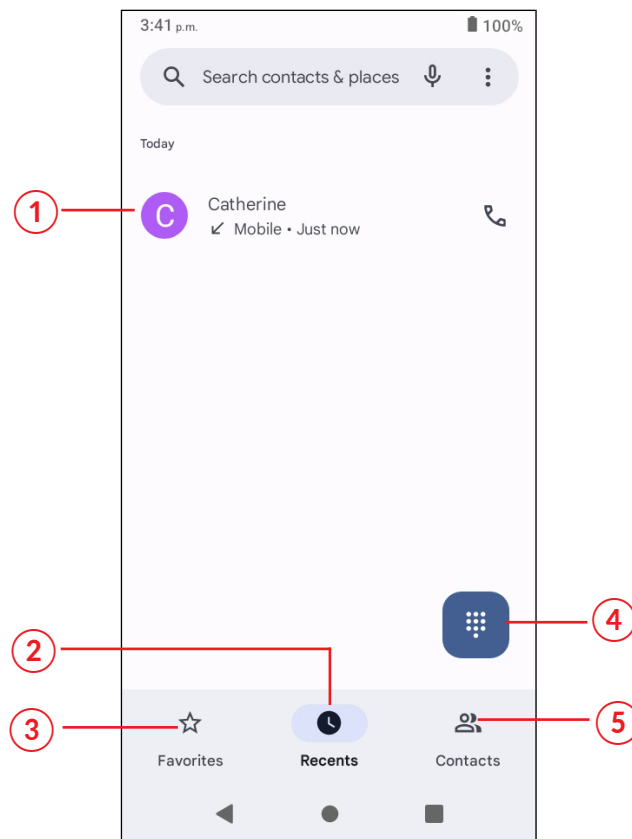 3:41 p.m. 100%
Search contacts & places
Today
1
C
Catherine
Mobile • Just now
4
2
3
5
Favorites Recents Contacts